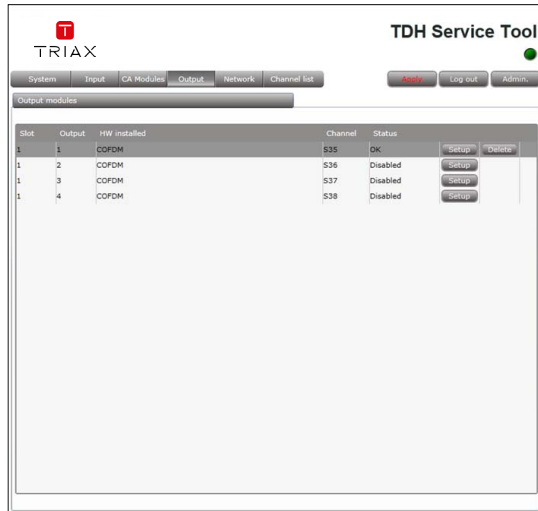 TRIAX
TDH Service Tool
System Input CA Modules Output Network Channel list Apply Log out Admin.
Output modules
Slot Output HW installed Channel Status
1 1 COFDM S35 OK Setup Delete
1 2 COFDM S36 Disabled Setup
1 3 COFDM S37 Disabled Setup
1 4 COFDM S38 Disabled Setup